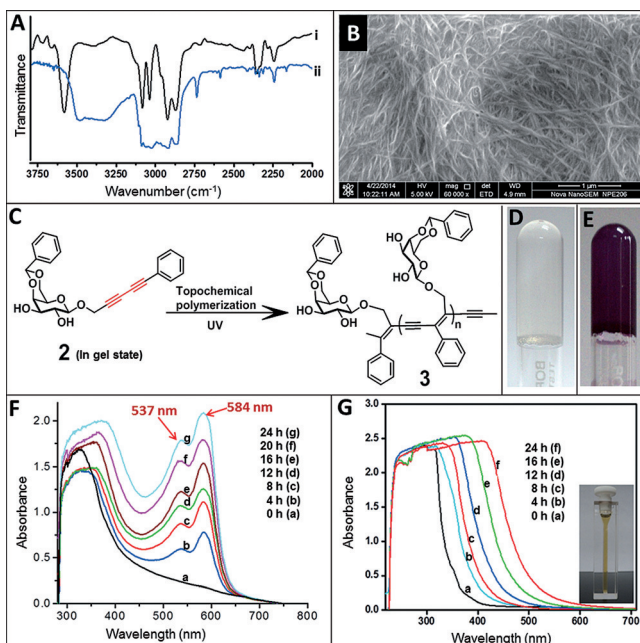 A
i
ii
Transmittance
3750 3500 3250 3000 2750 2500 2250 2000
Wavenumber (cm-1)
B
4/22/2014 HV mag det WD 1 µm
10:22:11 AM 5.00 kV 60 000 x ETD 4.9 mm Nova NanoSEM NPE206
C
O
O
HO
OH
O
O
2 (In gel state)
Topochemical
polymerization
UV
O
O
O
HO
HO
O
O
O
HO
OH
O
O
n
3
D
E
F
2.0
1.5
1.0
0.5
0.0
Absorbance
537 nm
584 nm
24 h (g)
20 h (f)
16 h (e)
12 h (d)
8 h (c)
4 h (b)
0 h (a)
g
f
e
d
c
b
a
300 400 500 600 700 800
Wavelength (nm)
G
3.0
2.5
2.0
1.5
1.0
0.5
0.0
Absorbance
24 h (f)
16 h (e)
12 h (d)
8 h (c)
4 h (b)
0 h (a)
f
e
d
c
b
a
300 400 500 600 700
Wavelength (nm)